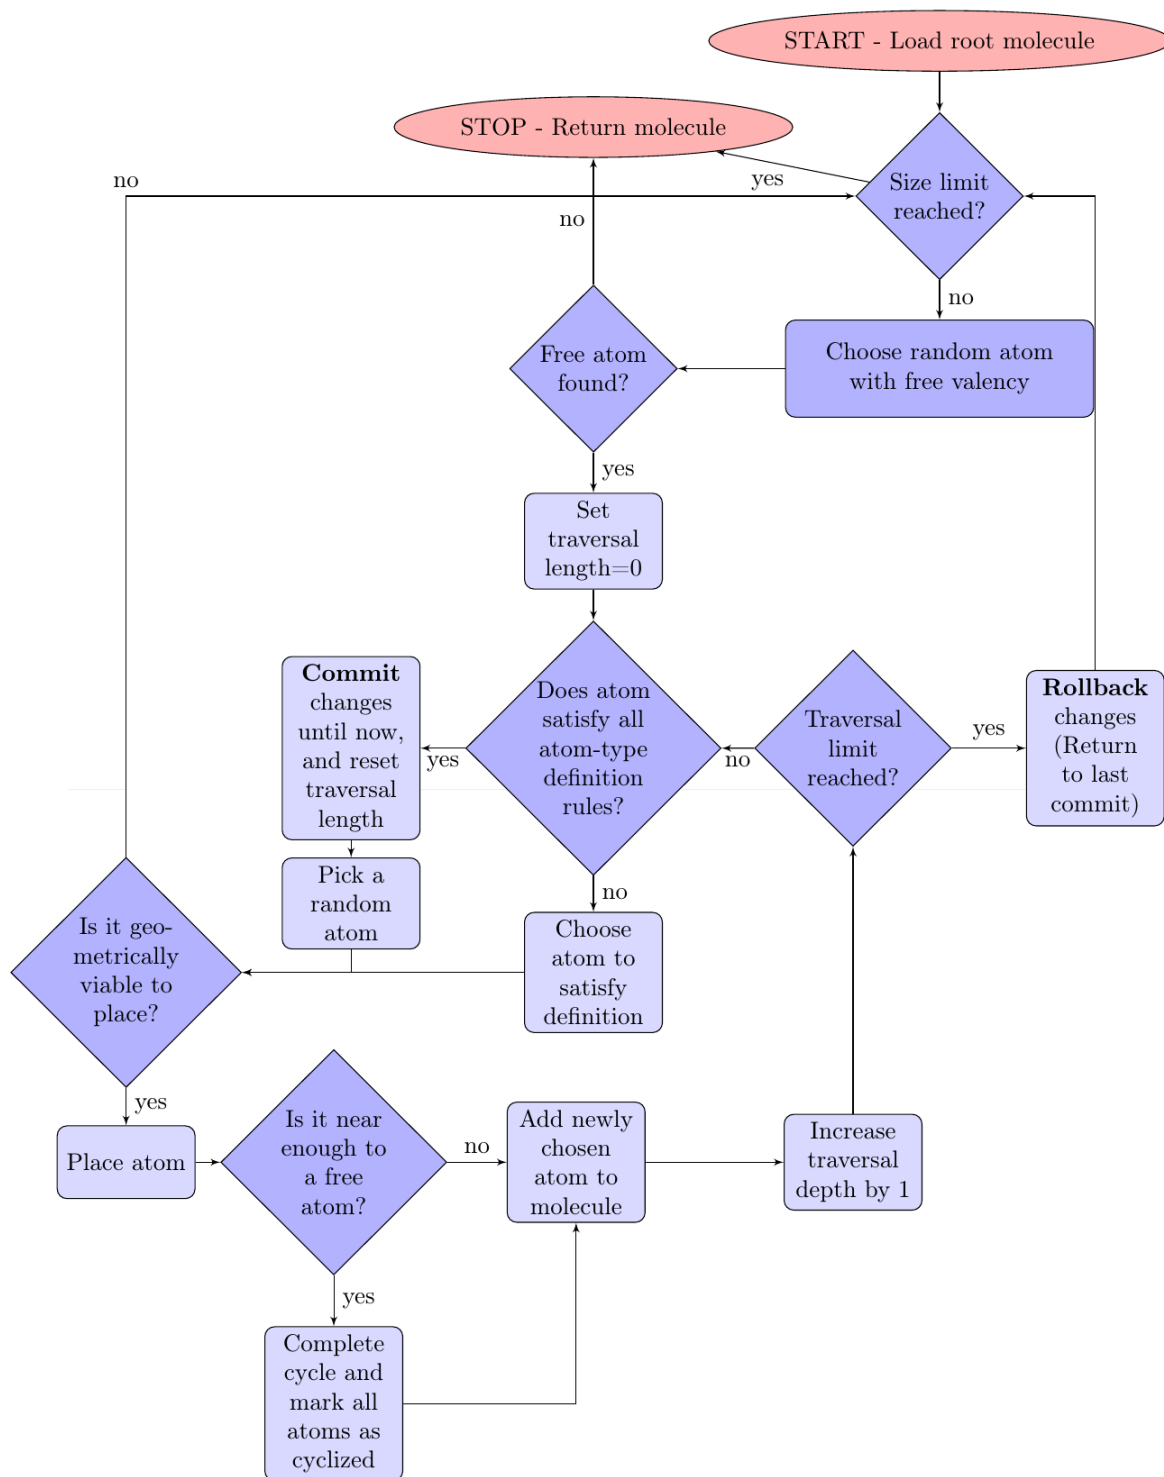 START - Load root molecule
STOP - Return molecule
Size limit
reached?
yes
no
no
no
Choose random atom
with free valency
Free atom
found?
yes
Set
traversal
length=0
Commit
changes
until now,
and reset
traversal
length
yes
Does atom
satisfy all
atom-type
definition
rules?
no
Traversal
limit
reached?
yes
Rollback
changes
(Return
to last
commit)
no
Pick a
random
atom
Choose
atom to
satisfy
definition
Is it geo-
metrically
viable to
place?
yes
Place atom
Is it near
enough to
a free
atom?
no
Add newly
chosen
atom to
molecule
Increase
traversal
depth by 1
yes
Complete
cycle and
mark all
atoms as
cyclized